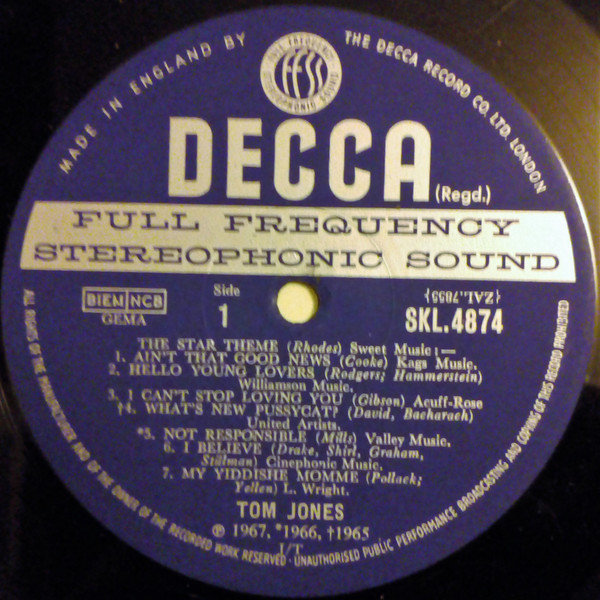 MADE IN ENGLAND BY
THE DECCA RECORD CO. LTD. LONDON
FULL FREQUENCY
STEREOPHONIC SOUND
FFSS
DECCA
(Regd.)
FULL FREQUENCY
STEREOPHONIC SOUND
BIEM NCB
GEMA
Side
1
{ZAL.7855}
SKL.4874
THE STAR THEME (Rhodes) Sweet Music:—
1. AIN'T THAT GOOD NEWS (Cooke) Kags Music.
2. HELLO YOUNG LOVERS (Rodgers; Hammerstein)
Williamson Music.
3. I CAN'T STOP LOVING YOU (Gibson) Acuff-Rose
†4. WHAT'S NEW PUSSYCAT? (David, Bacharach)
United Artists.
*5. NOT RESPONSIBLE (Mills) Valley Music.
6. I BELIEVE (Drake, Shirl, Graham,
Stillman) Cinephonic Music.
7. MY YIDDISHE MOMME (Pollack;
Yellen) L. Wright.
TOM JONES
℗ 1967, *1966, †1965
I/T
ALL RIGHTS OF THE MANUFACTURER AND OF THE OWNER OF THE RECORDED WORK RESERVED · UNAUTHORISED PUBLIC PERFORMANCE BROADCASTING AND COPYING OF THIS RECORD PROHIBITED